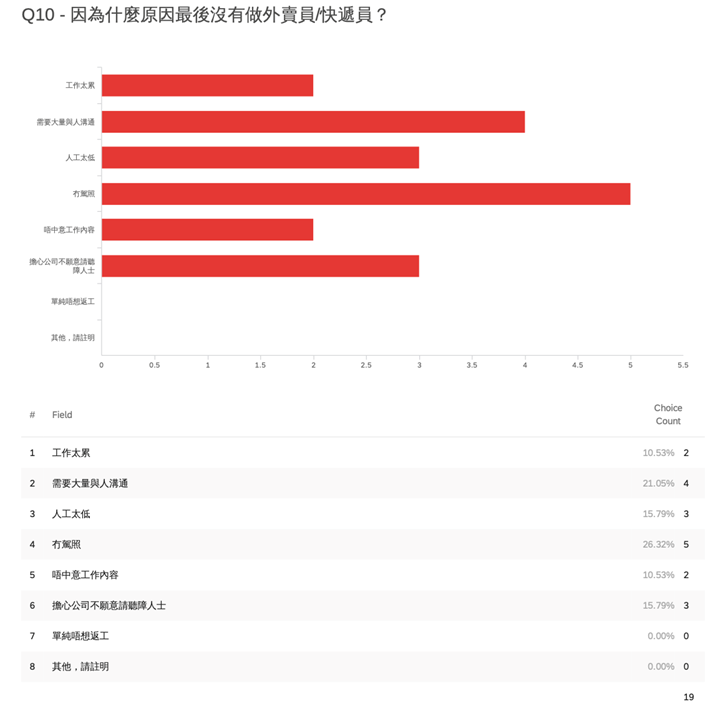 Q10 - 因為什麼原因最後沒有做外賣員/快遞員？
工作太累
需要大量與人溝通
人工太低
冇駕照
唔中意工作內容
擔心公司不願意請聽
障人士
單純唔想返工
其他，請註明
0 0.5 1 1.5 2 2.5 3 3.5 4 4.5 5 5.5
# Field Choice
Count
1 工作太累 10.53% 2
2 需要大量與人溝通 21.05% 4
3 人工太低 15.79% 3
4 冇駕照 26.32% 5
5 唔中意工作內容 10.53% 2
6 擔心公司不願意請聽障人士 15.79% 3
7 單純唔想返工 0.00% 0
8 其他，請註明 0.00% 0
19